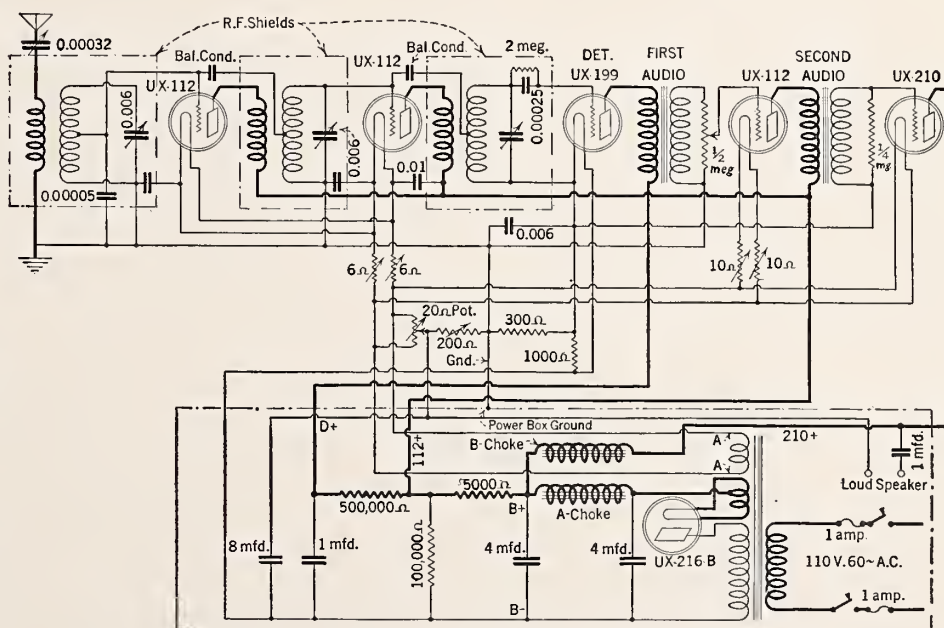 R.F. Shields
0.00032
Bal.Cond.
UX-112
0.006
0.00005
UX-112
Bal.Cond.
0.006
0.01
2 meg.
0.00025
DET.
UX-199
FIRST
AUDIO
1/2
meg
UX-112
SECOND
AUDIO
UX-210
1/4
mg
0.006
6Ω
6Ω
10Ω
10Ω
20Ω Pot.
200Ω
300Ω
1000Ω
Gnd.
Power Box Ground
D+
112+
B-Choke
A
A
210+
1 mfd.
Loud Speaker
500,000Ω
5000Ω
B+
A-Choke
8 mfd.
1 mfd.
100,000Ω
4 mfd.
4 mfd.
UX-216-B
B-
1 amp.
110 V. 60~ A.C.
1 amp.